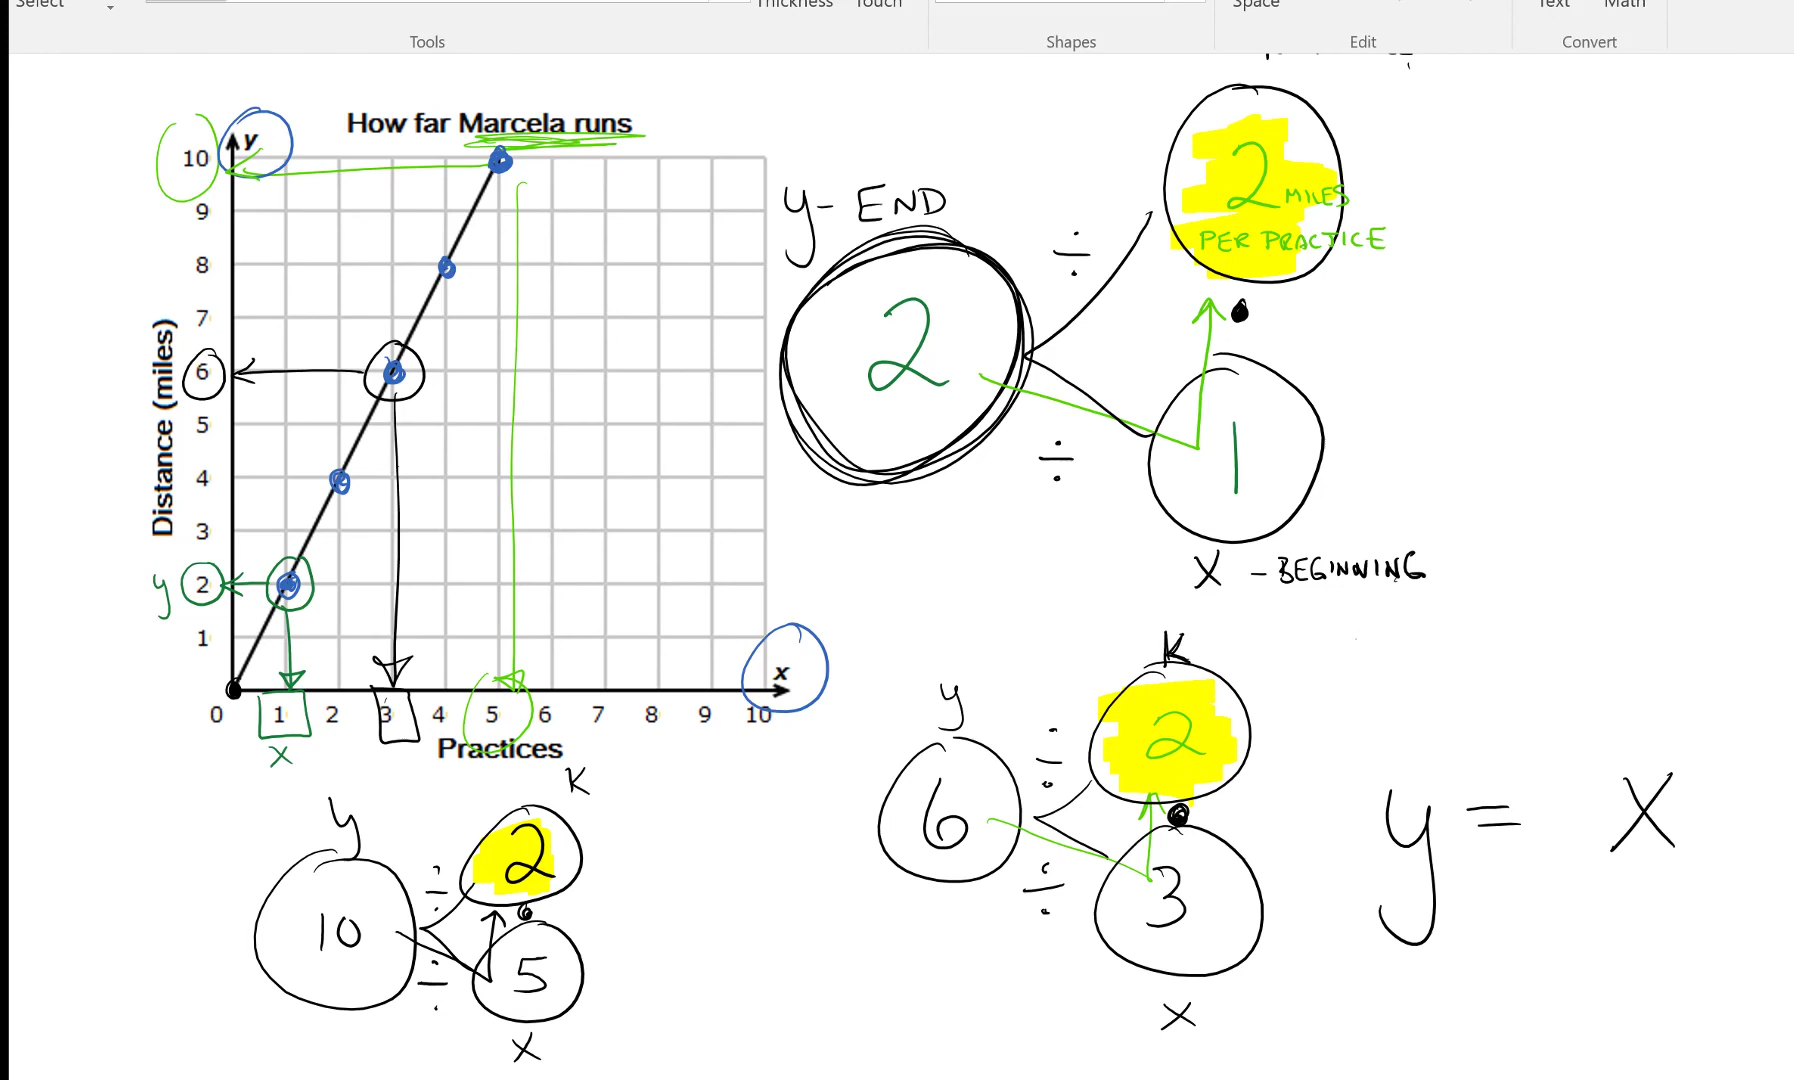 Select
Thickness
Touch
Space
Text
Math
Tools
Shapes
Edit
Convert
How far Marcela runs
y
10
9
8
7
6
5
4
3
2
1
y
Distance (miles)
0 1 2 3 4 5 6 7 8 9 10
x
x
Practices
y - END
2
÷
÷
2 MILES
PER PRACTICE
1
X - BEGINNING
y
10
÷
÷
K
2
5
x
y
6
÷
÷
K
2
3
x
y = x